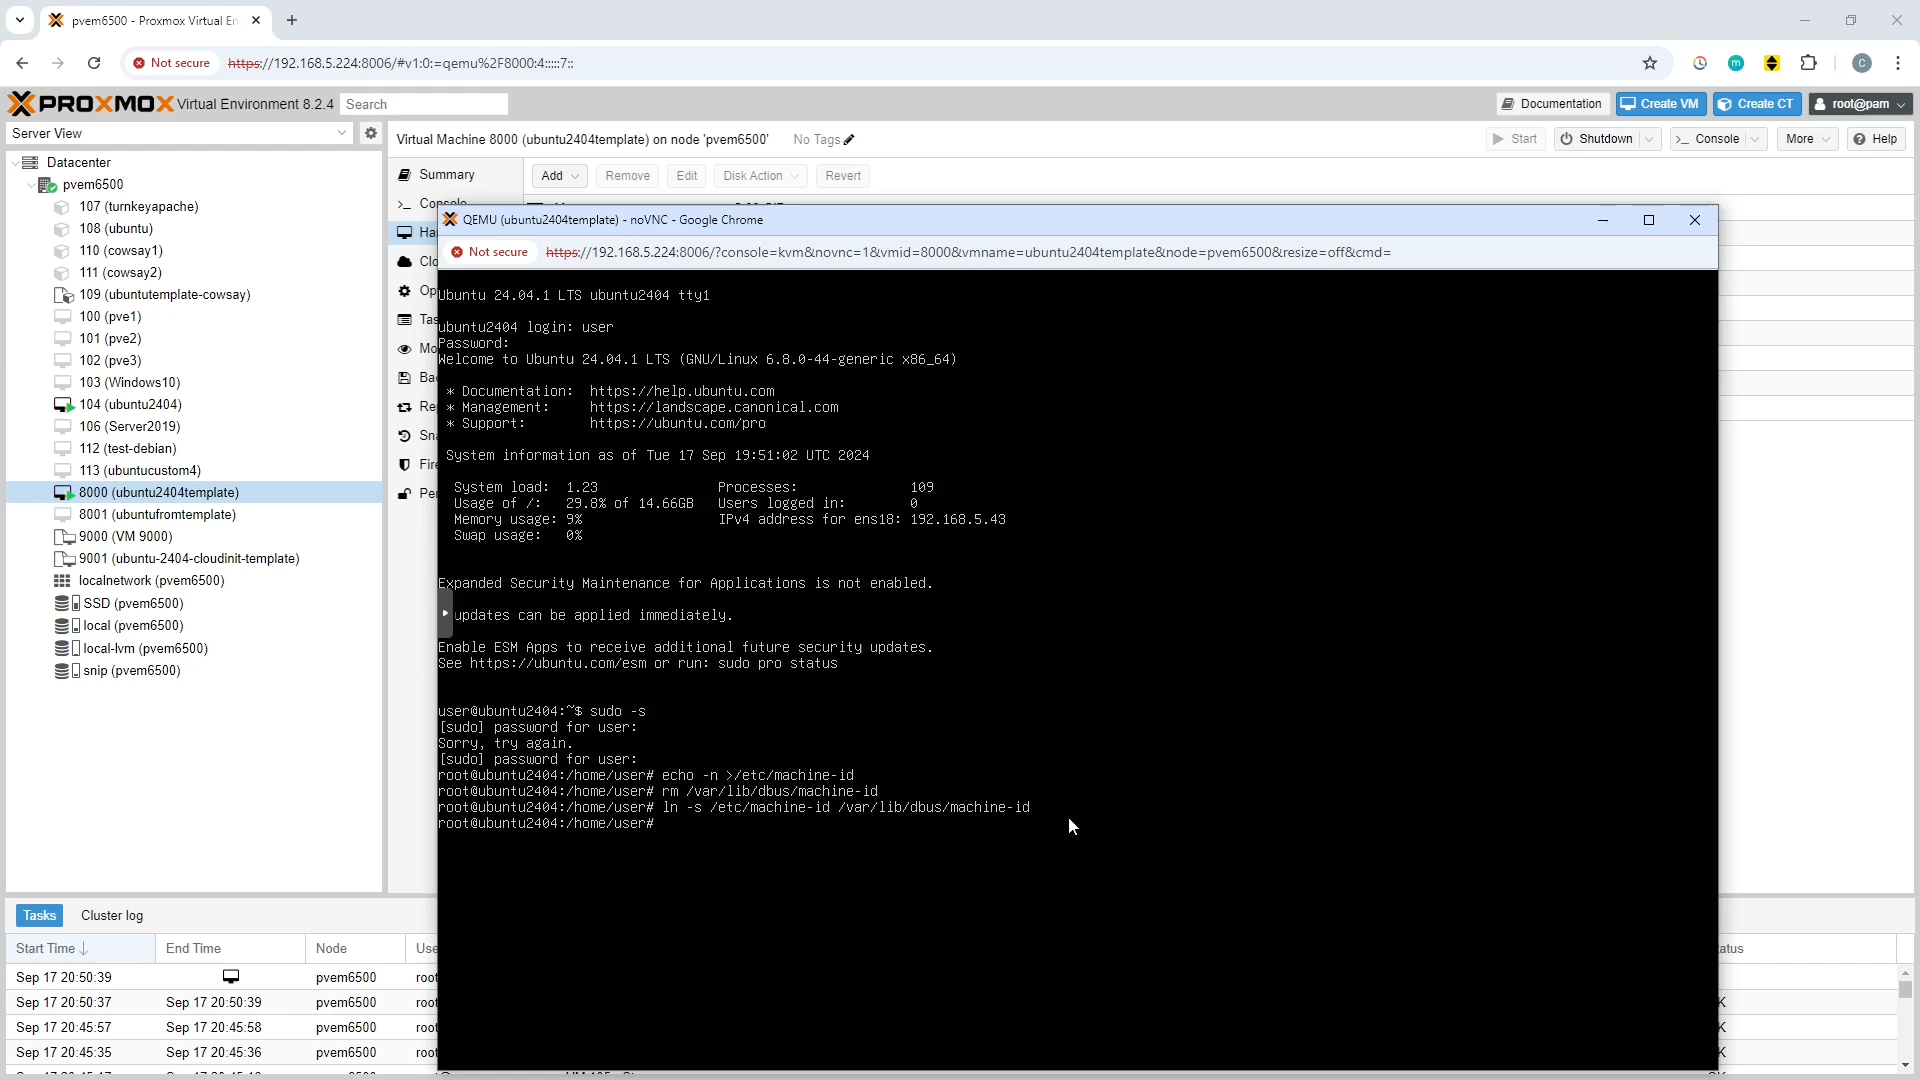 pvem6500 - Proxmox Virtual En
Not secure
https://192.168.5.224:8006/#v1:0:=qemu%2F8000:4:::::7::
m
C
PROXMOX Virtual Environment 8.2.4
Search
Documentation
Create VM
Create CT
root@pam
Server View
Virtual Machine 8000 (ubuntu2404template) on node 'pvem6500'
No Tags
Start
Shutdown
Console
More
Help
Datacenter
pvem6500
107 (turnkeyapache)
108 (ubuntu)
110 (cowsay1)
111 (cowsay2)
109 (ubuntutemplate-cowsay)
100 (pve1)
101 (pve2)
102 (pve3)
103 (Windows10)
104 (ubuntu2404)
106 (Server2019)
112 (test-debian)
113 (ubuntucustom4)
8000 (ubuntu2404template)
8001 (ubuntufromtemplate)
9000 (VM 9000)
9001 (ubuntu-2404-cloudinit-template)
localnetwork (pvem6500)
SSD (pvem6500)
local (pvem6500)
local-lvm (pvem6500)
snip (pvem6500)
Summary
Console
Ha
Clo
Op
Tas
Mo
Bac
Rep
Sna
Fire
Per
Add
Remove
Edit
Disk Action
Revert
QEMU (ubuntu2404template) - noVNC - Google Chrome
Not secure
https://192.168.5.224:8006/?console=kvm&novnc=1&vmid=8000&vmname=ubuntu2404template&node=pvem6500&resize=off&cmd=
Ubuntu 24.04.1 LTS ubuntu2404 tty1
ubuntu2404 login: user
Password:
Welcome to Ubuntu 24.04.1 LTS (GNU/Linux 6.8.0-44-generic x86_64)
* Documentation: https://help.ubuntu.com
* Management: https://landscape.canonical.com
* Support: https://ubuntu.com/pro
System information as of Tue 17 Sep 19:51:02 UTC 2024
System load: 1.23 Processes: 109
Usage of /: 29.8% of 14.66GB Users logged in: 0
Memory usage: 9% IPv4 address for ens18: 192.168.5.43
Swap usage: 0%
Expanded Security Maintenance for Applications is not enabled.
updates can be applied immediately.
Enable ESM Apps to receive additional future security updates.
See https://ubuntu.com/esm or run: sudo pro status
user@ubuntu2404:~$ sudo -s
[sudo] password for user:
Sorry, try again.
[sudo] password for user:
root@ubuntu2404:/home/user# echo -n >/etc/machine-id
root@ubuntu2404:/home/user# rm /var/lib/dbus/machine-id
root@ubuntu2404:/home/user# ln -s /etc/machine-id /var/lib/dbus/machine-id
root@ubuntu2404:/home/user#
Tasks
Cluster log
Start Time End Time Node Use atus
Sep 17 20:50:39 pvem6500 root
Sep 17 20:50:37 Sep 17 20:50:39 pvem6500 root K
Sep 17 20:45:57 Sep 17 20:45:58 pvem6500 root K
Sep 17 20:45:35 Sep 17 20:45:36 pvem6500 root K